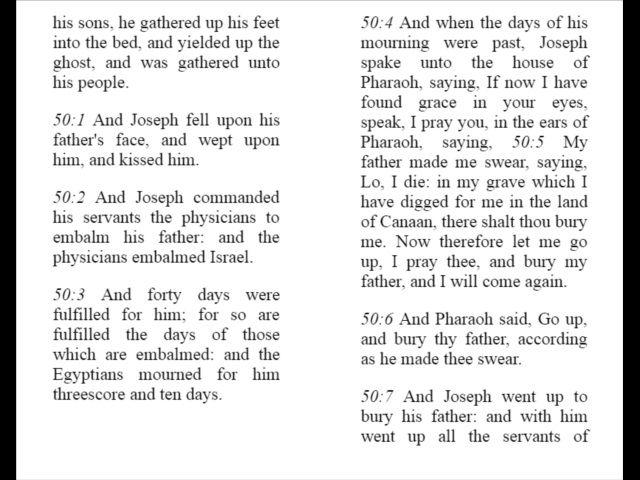 his sons, he gathered up his feet
into the bed, and yielded up the
ghost, and was gathered unto
his people.
50:1 And Joseph fell upon his
father's face, and wept upon
him, and kissed him.
50:2 And Joseph commanded
his servants the physicians to
embalm his father: and the
physicians embalmed Israel.
50:3 And forty days were
fulfilled for him; for so are
fulfilled the days of those
which are embalmed: and the
Egyptians mourned for him
threescore and ten days.
50:4 And when the days of his
mourning were past, Joseph
spake unto the house of
Pharaoh, saying, If now I have
found grace in your eyes,
speak, I pray you, in the ears of
Pharaoh, saying, 50:5 My
father made me swear, saying,
Lo, I die: in my grave which I
have digged for me in the land
of Canaan, there shalt thou bury
me. Now therefore let me go
up, I pray thee, and bury my
father, and I will come again.
50:6 And Pharaoh said, Go up,
and bury thy father, according
as he made thee swear.
50:7 And Joseph went up to
bury his father: and with him
went up all the servants of